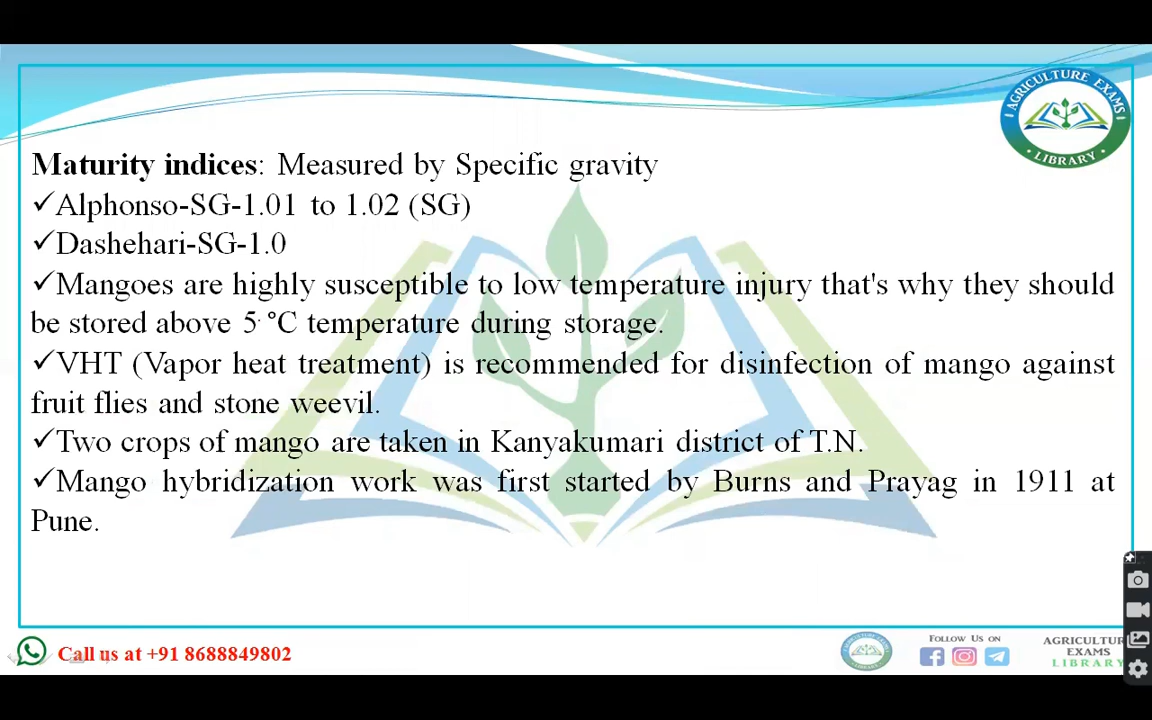 AGRICULTURE EXAMS
LIBRARY
Maturity indices: Measured by Specific gravity
✓Alphonso-SG-1.01 to 1.02 (SG)
✓Dashehari-SG-1.0
✓Mangoes are highly susceptible to low temperature injury that's why they should
be stored above 5 °C temperature during storage.
✓VHT (Vapor heat treatment) is recommended for disinfection of mango against
fruit flies and stone weevil.
✓Two crops of mango are taken in Kanyakumari district of T.N.
✓Mango hybridization work was first started by Burns and Prayag in 1911 at
Pune.
Call us at +91 8688849802
FOLLOW US ON
AGRICULTUR
EXAMS
LIBRARY